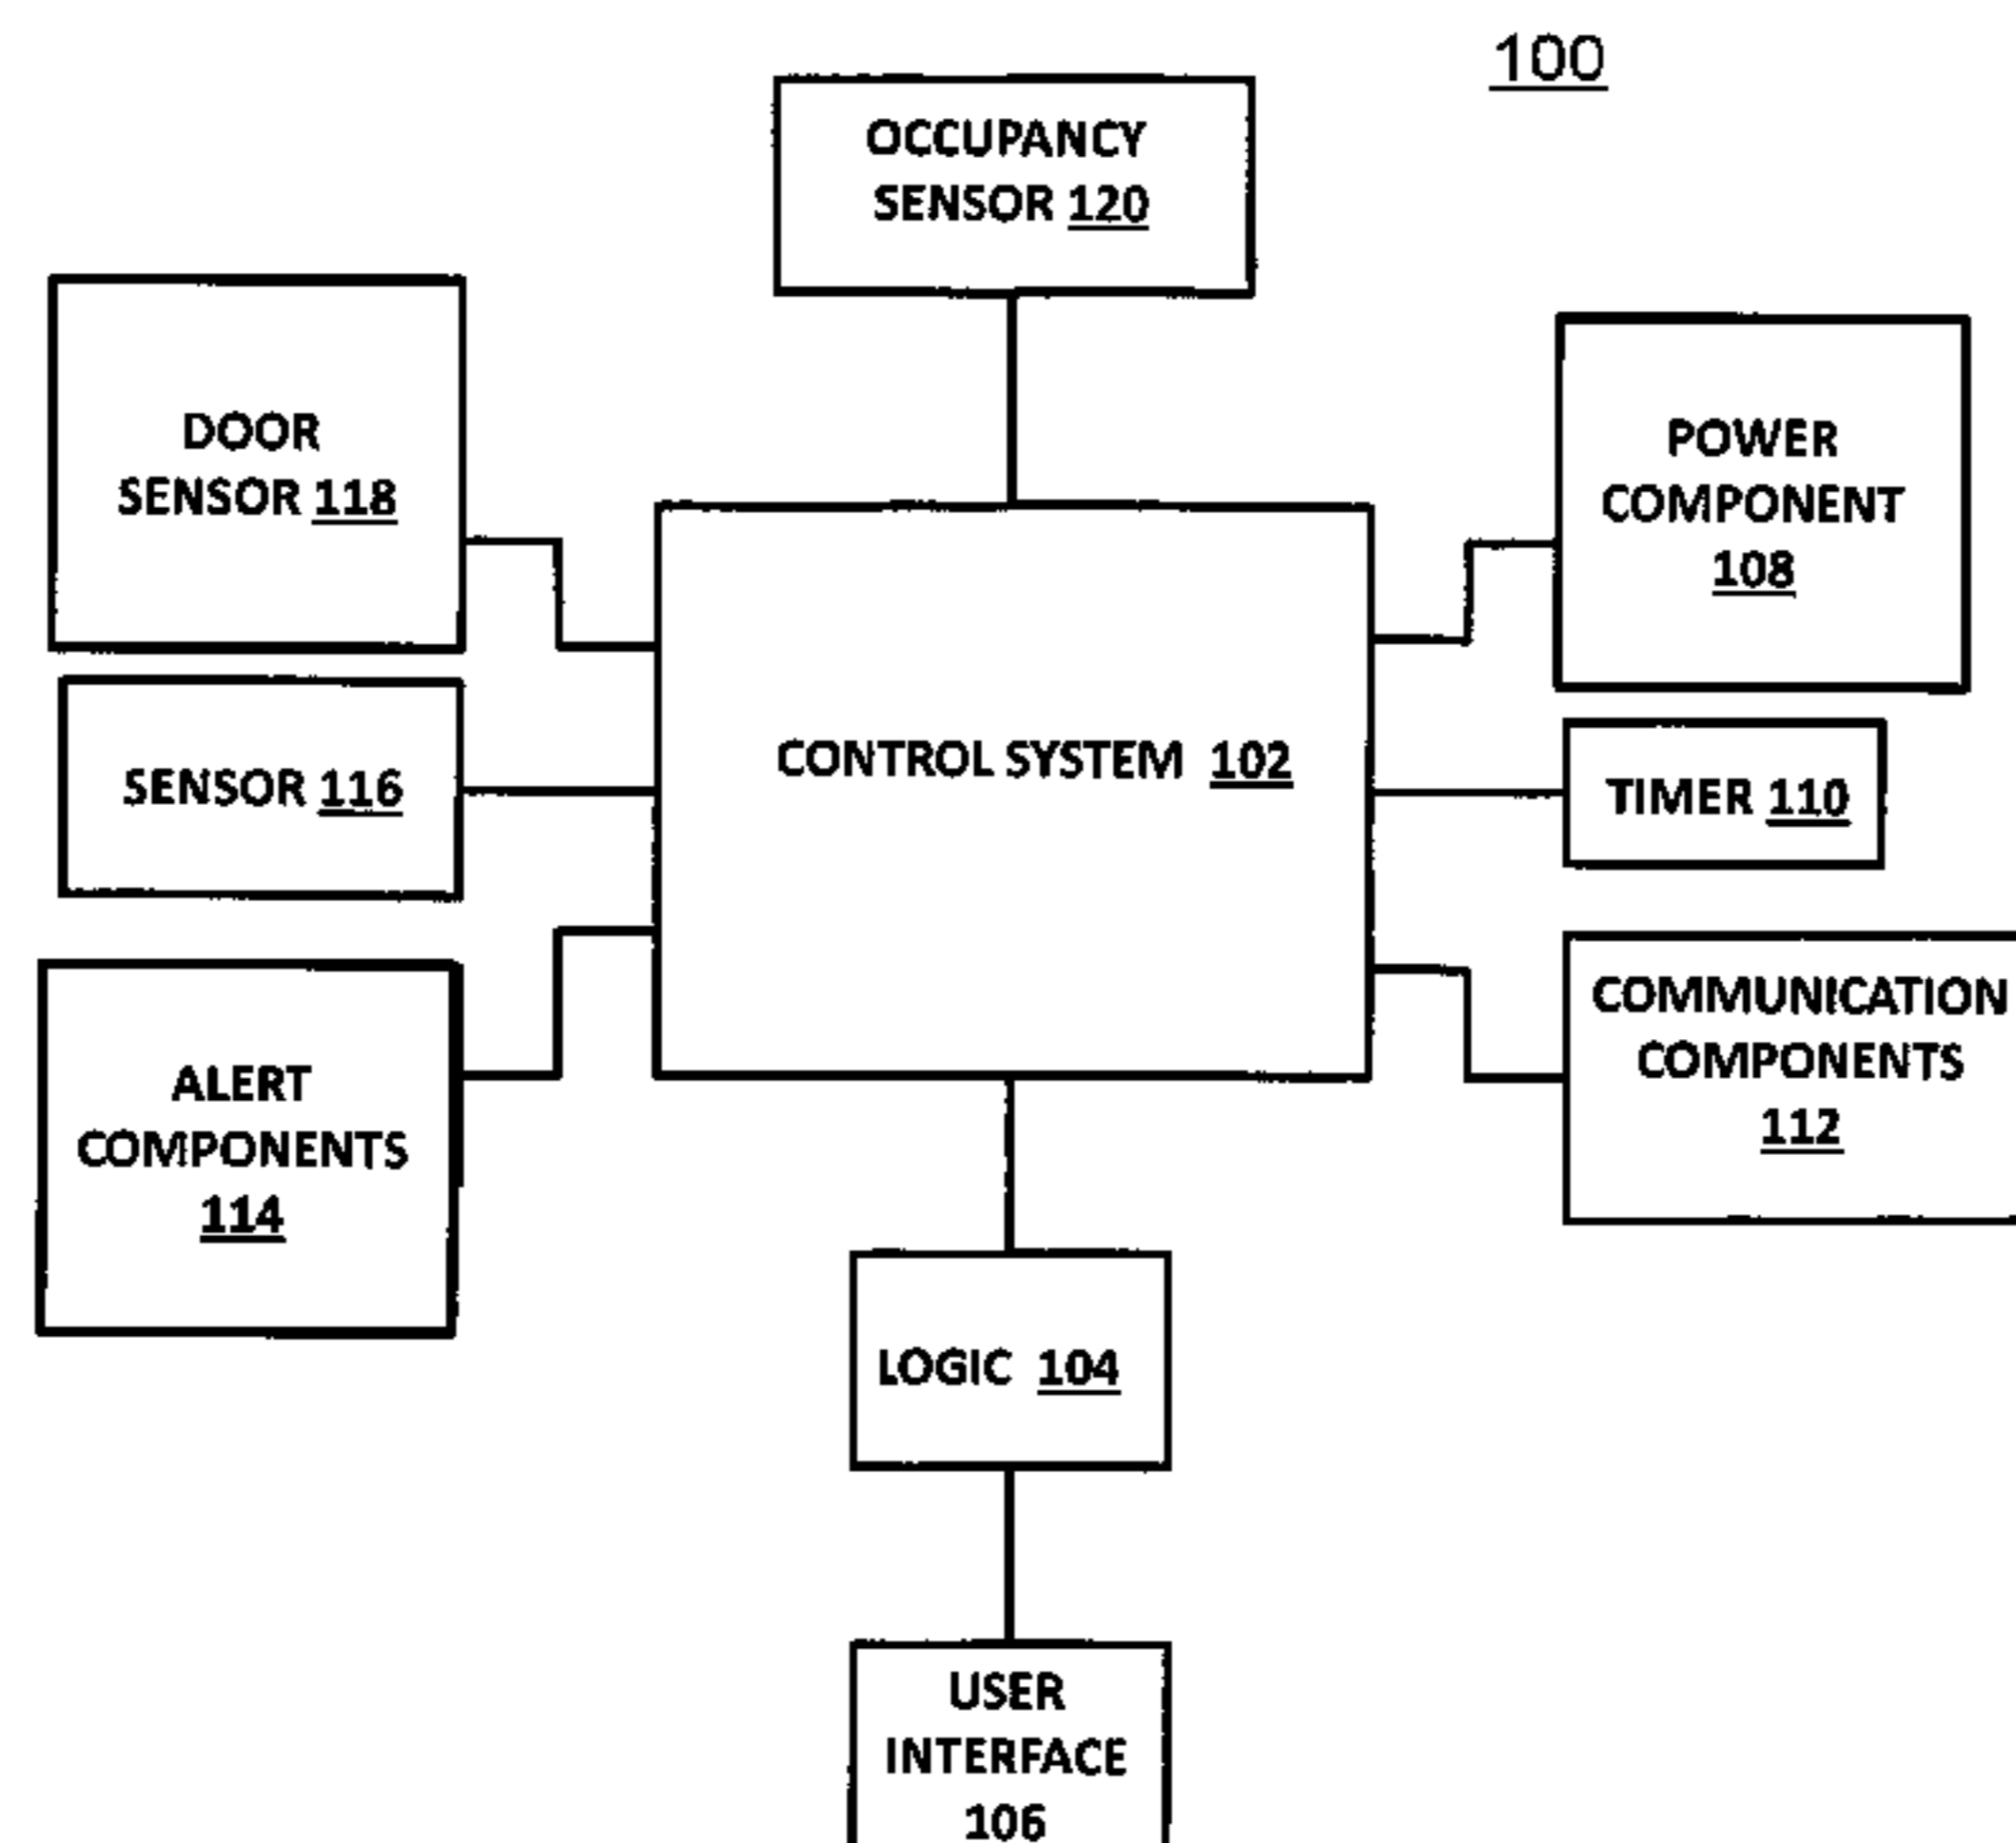 100
OCCUPANCY
SENSOR 120
DOOR
SENSOR 118
POWER
COMPONENT
108
CONTROL SYSTEM 102
SENSOR 116
TIMER 110
ALERT
COMPONENTS
114
COMMUNICATION
COMPONENTS
112
LOGIC 104
USER
INTERFACE
106